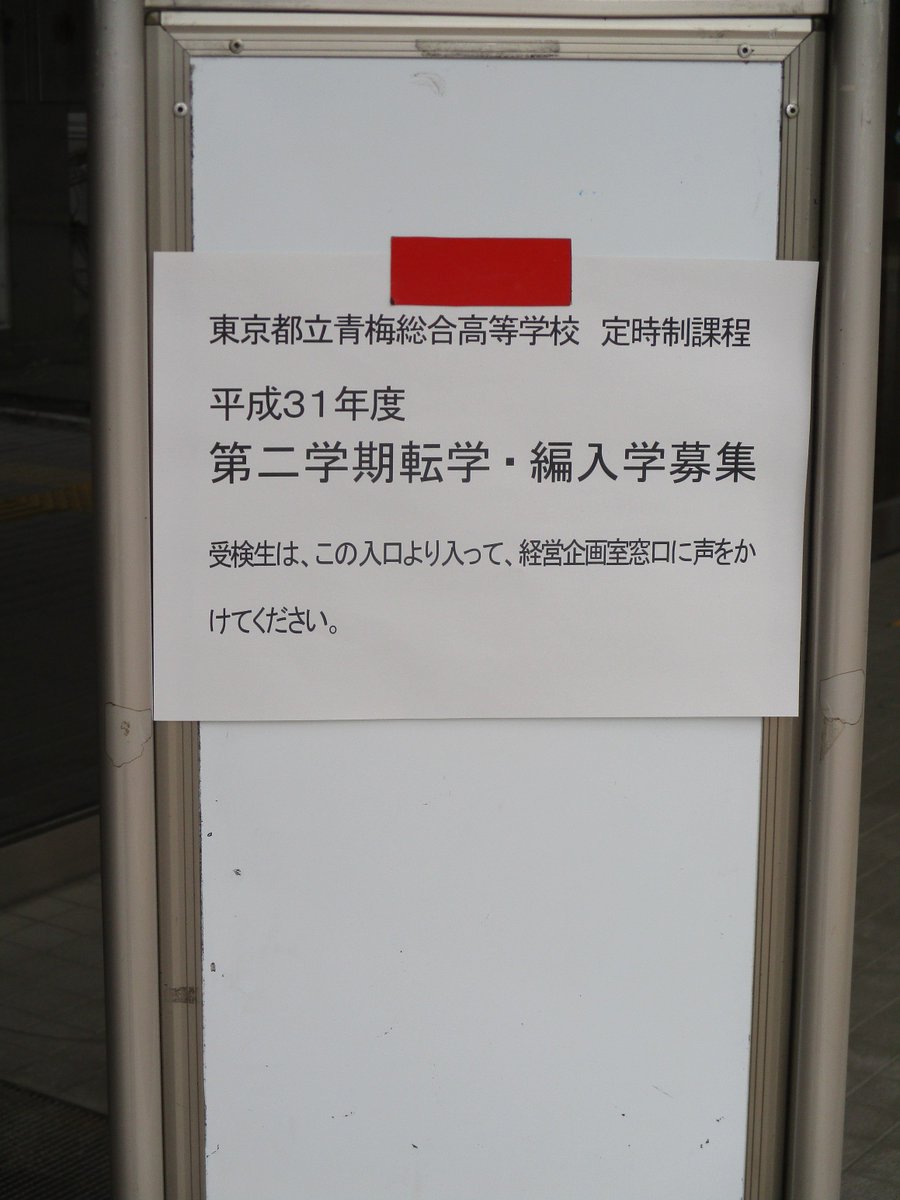 東京都立青梅総合高等学校　定時制課程
平成３１年度
第二学期転学・編入学募集
受検生は、この入口より入って、経営企画室窓口に声をか
けてください。